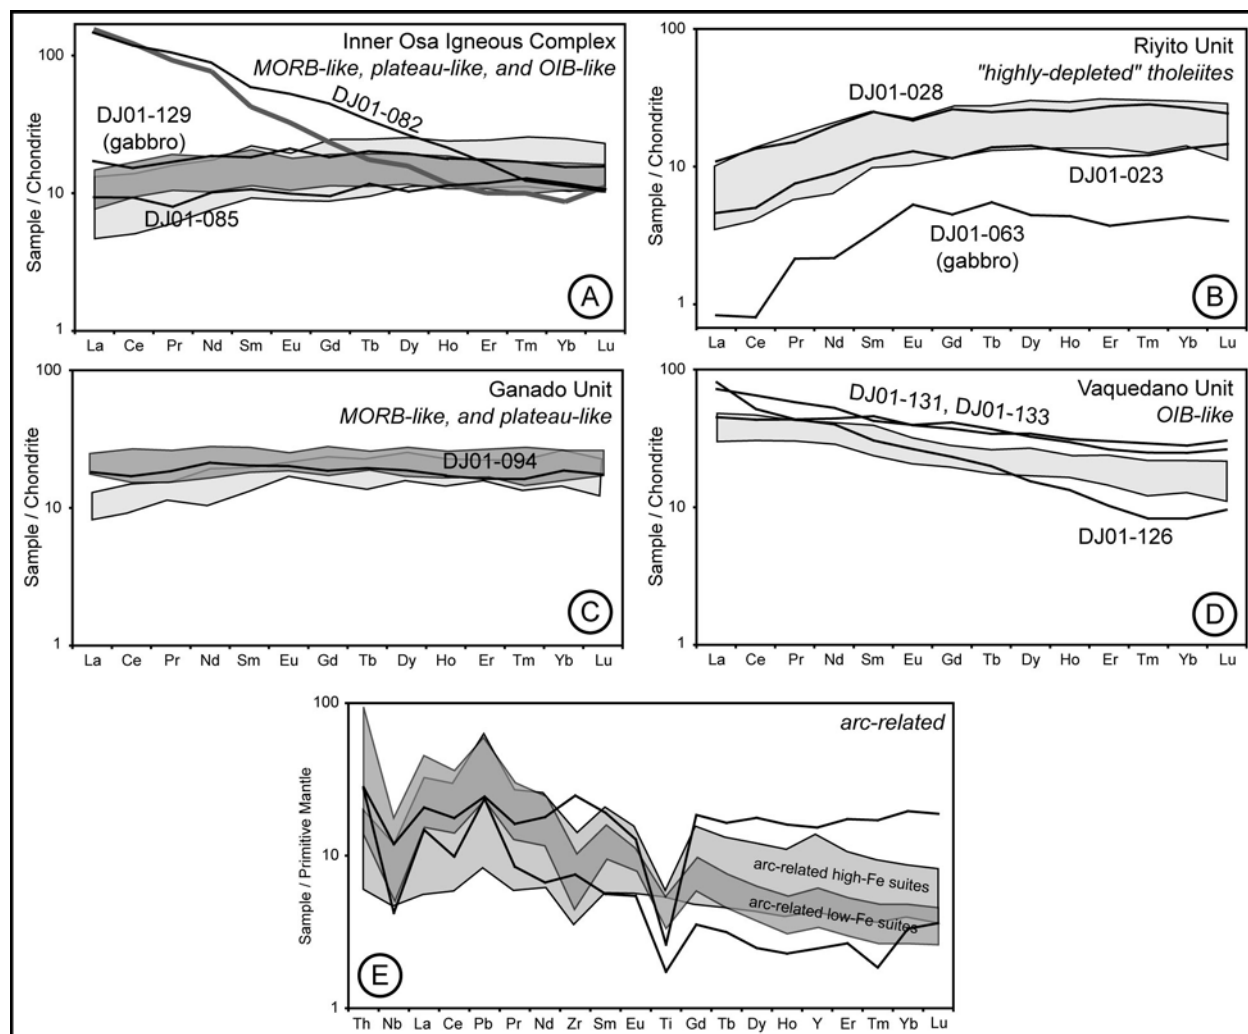 Inner Osa Igneous Complex
MORB-like, plateau-like, and OIB-like
100
10
1
Sample / Chondrite
DJ01-082
DJ01-129
(gabbro)
DJ01-085
A
La Ce Pr Nd Sm Eu Gd Tb Dy Ho Er Tm Yb Lu
Riyito Unit
"highly-depleted" tholeiites
100
10
1
Sample / Chondrite
DJ01-028
DJ01-023
DJ01-063
(gabbro)
B
La Ce Pr Nd Sm Eu Gd Tb Dy Ho Er Tm Yb Lu
Ganado Unit
MORB-like, and plateau-like
100
10
1
Sample / Chondrite
DJ01-094
C
La Ce Pr Nd Sm Eu Gd Tb Dy Ho Er Tm Yb Lu
Vaquedano Unit
OIB-like
100
10
1
Sample / Chondrite
DJ01-131, DJ01-133
DJ01-126
D
La Ce Pr Nd Sm Eu Gd Tb Dy Ho Er Tm Yb Lu
arc-related
100
10
1
Sample / Primitive Mantle
arc-related high-Fe suites
arc-related low-Fe suites
E
Th Nb La Ce Pb Pr Nd Zr Sm Eu Ti Gd Tb Dy Ho Y Er Tm Yb Lu